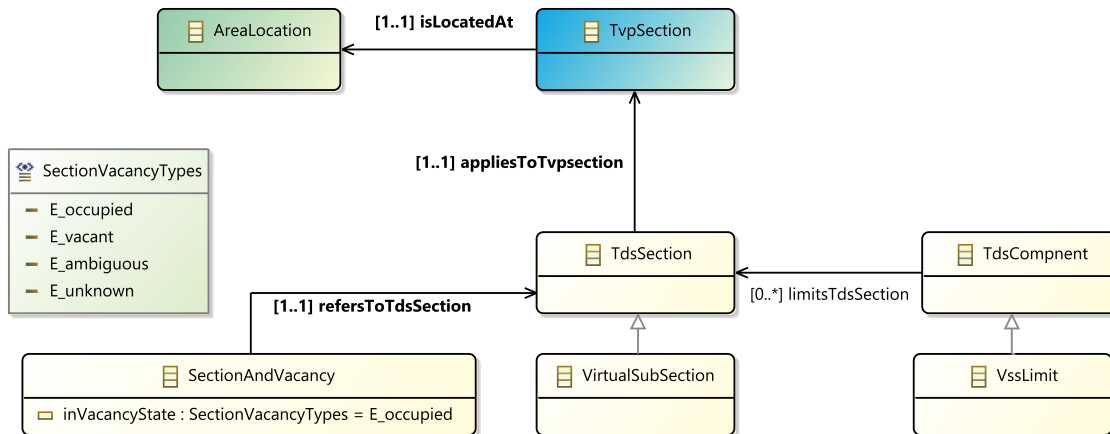 AreaLocation
[1..1] isLocatedAt
TvpSection
[1..1] appliesToTvpsection
SectionVacancyTypes
E_occupied
E_vacant
E_ambiguous
E_unknown
TdsSection
TdsCompnent
[0..*] limitsTdsSection
[1..1] refersToTdsSection
SectionAndVacancy
inVacancyState : SectionVacancyTypes = E_occupied
VirtualSubSection
VssLimit